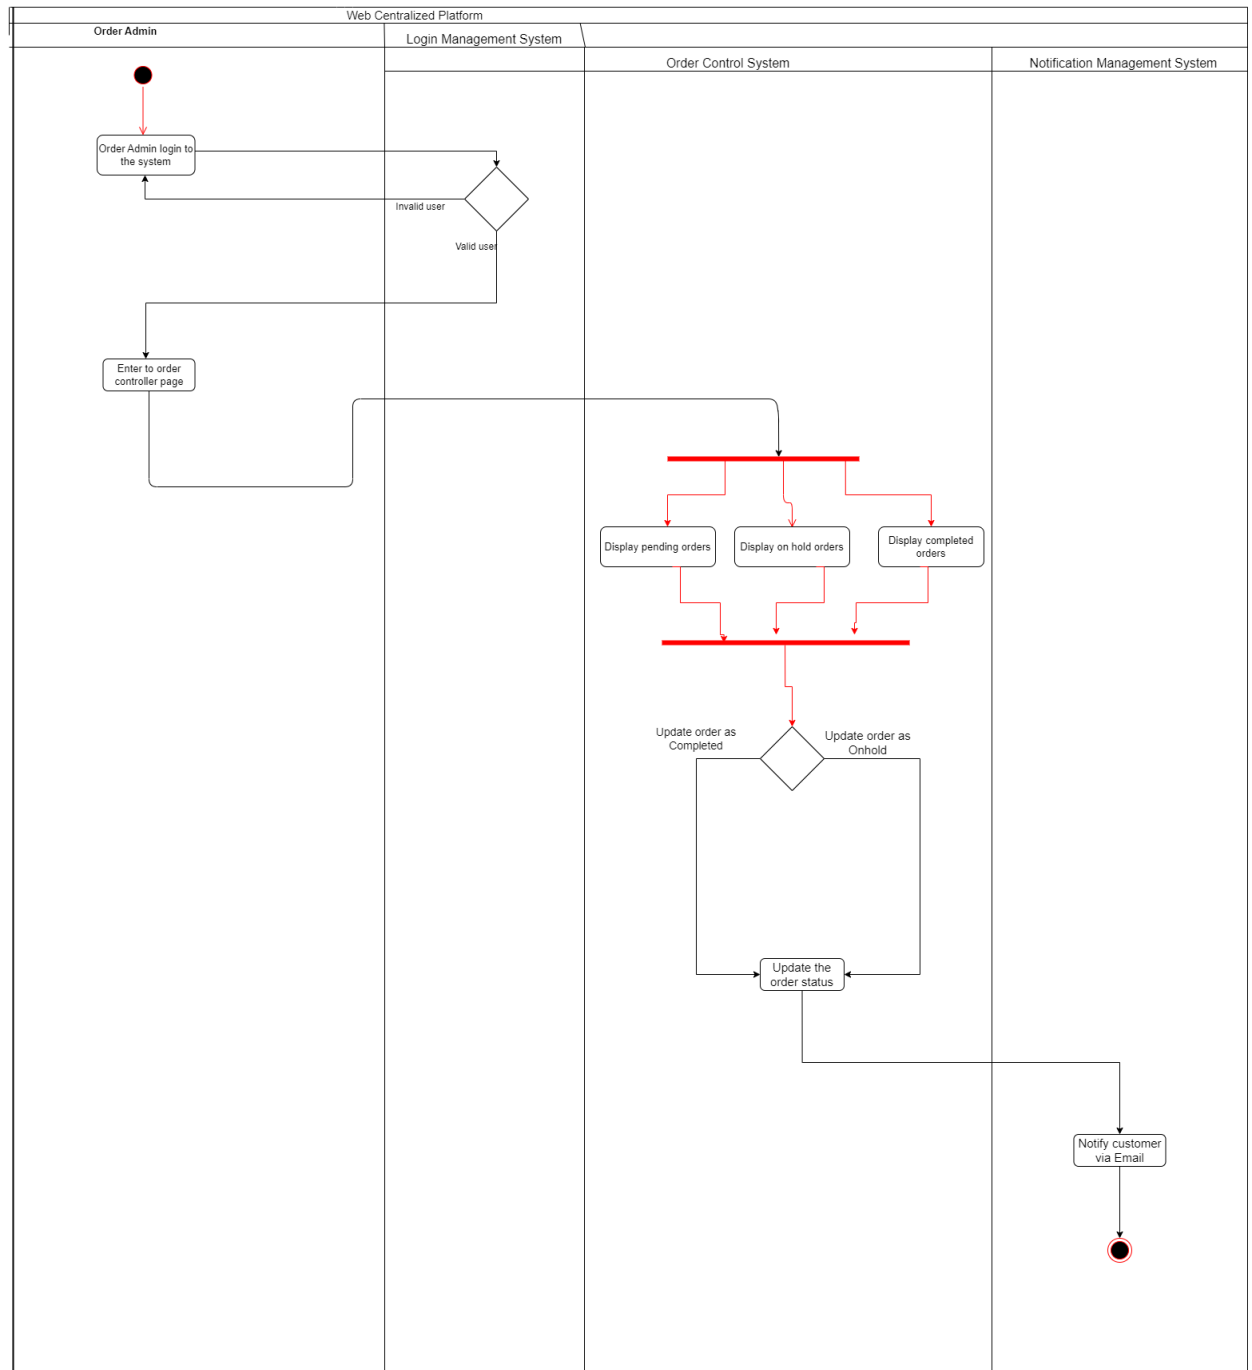 Web Centralized Platform
Order Admin
Login Management System
Order Control System
Notification Management System
Order Admin login to
the system
Invalid user
Valid user
Enter to order
controller page
Display pending orders
Display on hold orders
Display completed
orders
Update order as
Completed
Update order as
Onhold
Update the
order status
Notify customer
via Email